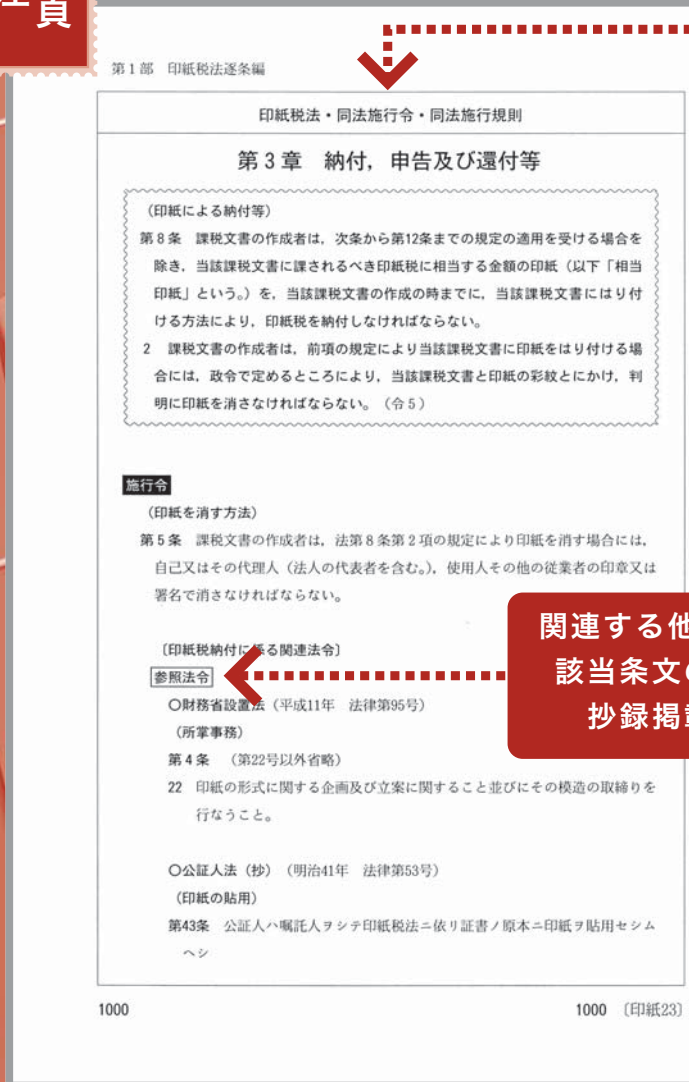 頁
第1部 印紙税法逐条編
印紙税法・同法施行令・同法施行規則
第3章 納付，申告及び還付等
（印紙による納付等）
第8条 課税文書の作成者は，次条から第12条までの規定の適用を受ける場合を
除き，当該課税文書に課されるべき印紙税に相当する金額の印紙（以下「相当
印紙」という。）を，当該課税文書の作成の時までに，当該課税文書にはり付
ける方法により，印紙税を納付しなければならない。
2 課税文書の作成者は，前項の規定により当該課税文書に印紙をはり付ける場
合には，政令で定めるところにより，当該課税文書と印紙の彩紋とにかけ，判
明に印紙を消さなければならない。（令5）
施行令
（印紙を消す方法）
第5条 課税文書の作成者は，法第8条第2項の規定により印紙を消す場合には，
自己又はその代理人（法人の代表者を含む。），使用人その他の従業者の印章又は
署名で消さなければならない。
〔印紙税納付に係る関連法令〕
参照法令
○財務省設置法（平成11年 法律第95号）
（所掌事務）
第4条 （第22号以外省略）
22 印紙の形式に関する企画及び立案に関すること並びにその模造の取締りを
行なうこと。
○公証人法（抄）（明治41年 法律第53号）
（印紙の貼用）
第43条 公証人ハ嘱託人ヲシテ印紙税法ニ依リ証書ノ原本ニ印紙ヲ貼用セシム
ヘシ
関連する他
該当条文
抄録掲
1000
1000 〔印紙23〕